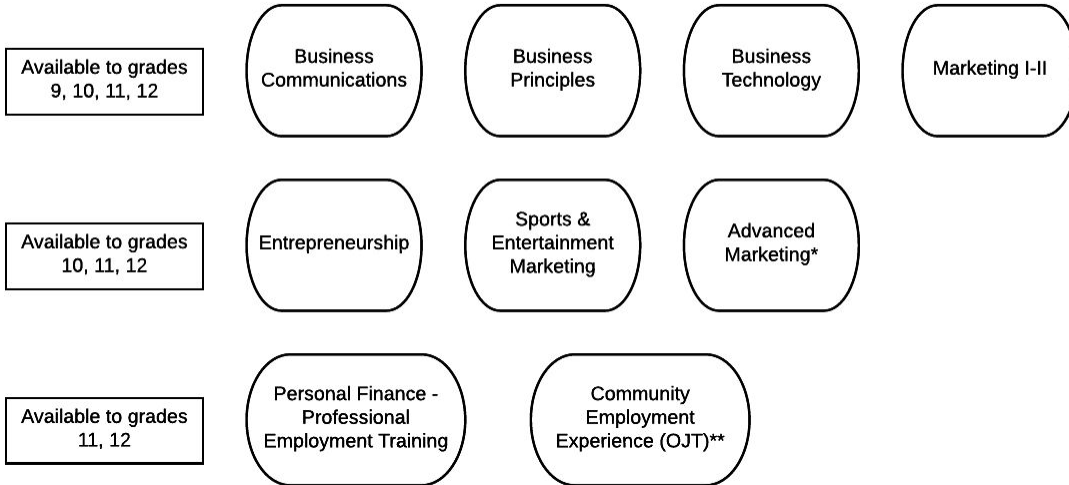 Available to grades
9, 10, 11, 12
Business
Communications
Business
Principles
Business
Technology
Marketing I-II
Available to grades
10, 11, 12
Entrepreneurship
Sports &
Entertainment
Marketing
Advanced
Marketing*
Available to grades
11, 12
Personal Finance -
Professional
Employment Training
Community
Employment
Experience (OJT)**